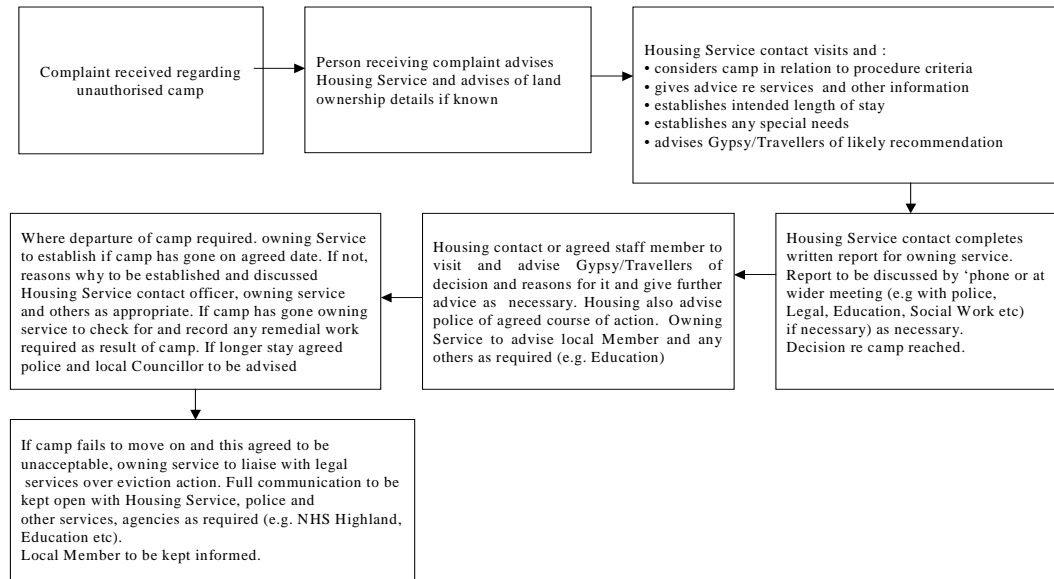 Complaint received regarding
unauthorised camp
Person receiving complaint advises
Housing Service and advises of land
ownership details if known
Housing Service contact visits and :
• considers camp in relation to procedure criteria
• gives advice re services and other information
• establishes intended length of stay
• establishes any special needs
• advises Gypsy/Travellers of likely recommendation
Housing Service contact completes
written report for owning service.
Report to be discussed by ‘phone or at
wider meeting (e.g with police,
Legal, Education, Social Work etc)
if necessary) as necessary.
Decision re camp reached.
Housing contact or agreed staff member to
visit and advise Gypsy/Travellers of
decision and reasons for it and give further
advice as necessary. Housing also advise
police of agreed course of action. Owning
Service to advise local Member and any
others as required (e.g. Education)
Where departure of camp required. owning Service
to establish if camp has gone on agreed date. If not,
reasons why to be established and discussed
Housing Service contact officer, owning service
and others as appropriate. If camp has gone owning
service to check for and record any remedial work
required as result of camp. If longer stay agreed
police and local Councillor to be advised
If camp fails to move on and this agreed to be
unacceptable, owning service to liaise with legal
services over eviction action. Full communication to be
kept open with Housing Service, police and
other services, agencies as required (e.g. NHS Highland,
Education etc).
Local Member to be kept informed.